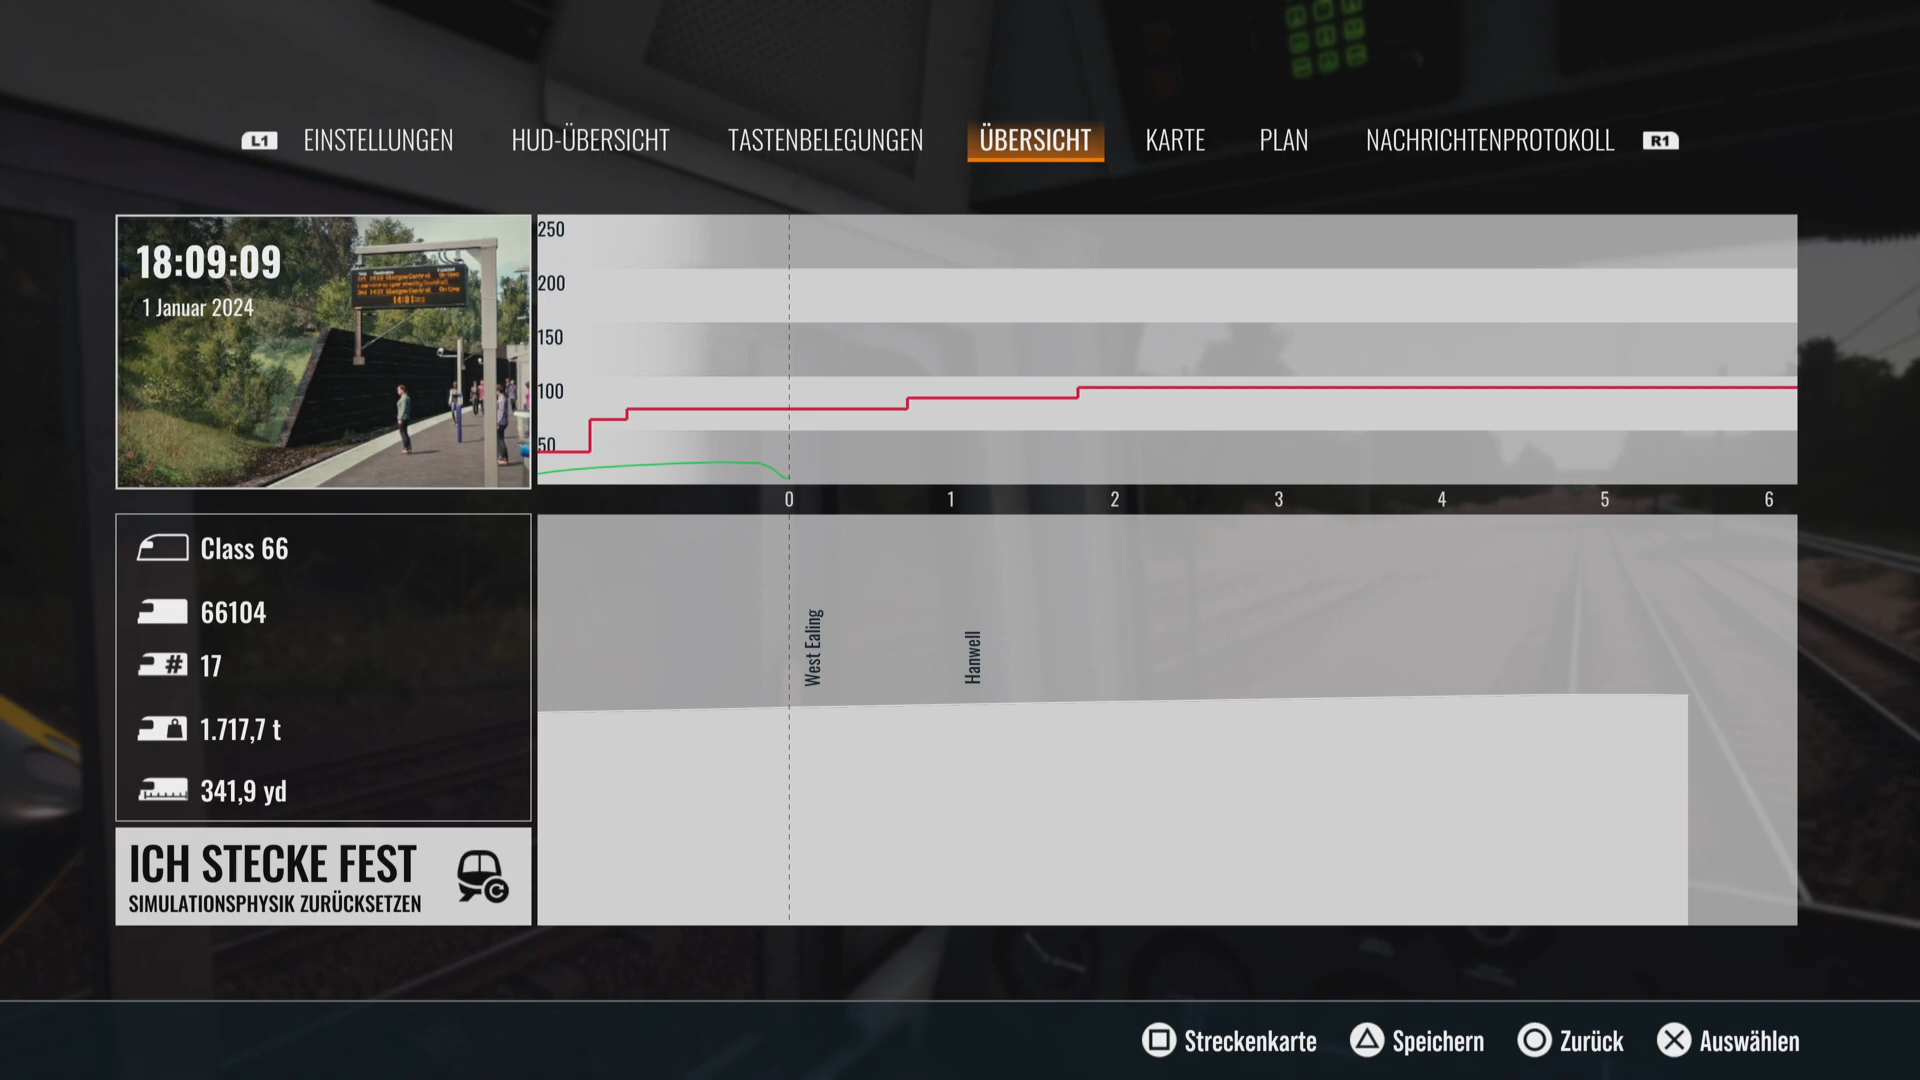 L1 EINSTELLUNGEN HUD-ÜBERSICHT TASTENBELEGUNGEN ÜBERSICHT KARTE PLAN NACHRICHTENPROTOKOLL R1
18:09:09
1 Januar 2024
250
200
150
100
50
0 1 2 3 4 5 6
Class 66
66104
# 17
1.717,7 t
341,9 yd
West Ealing
Hanwell
ICH STECKE FEST
SIMULATIONSPHYSIK ZURÜCKSETZEN
Streckenkarte Speichern Zurück Auswählen